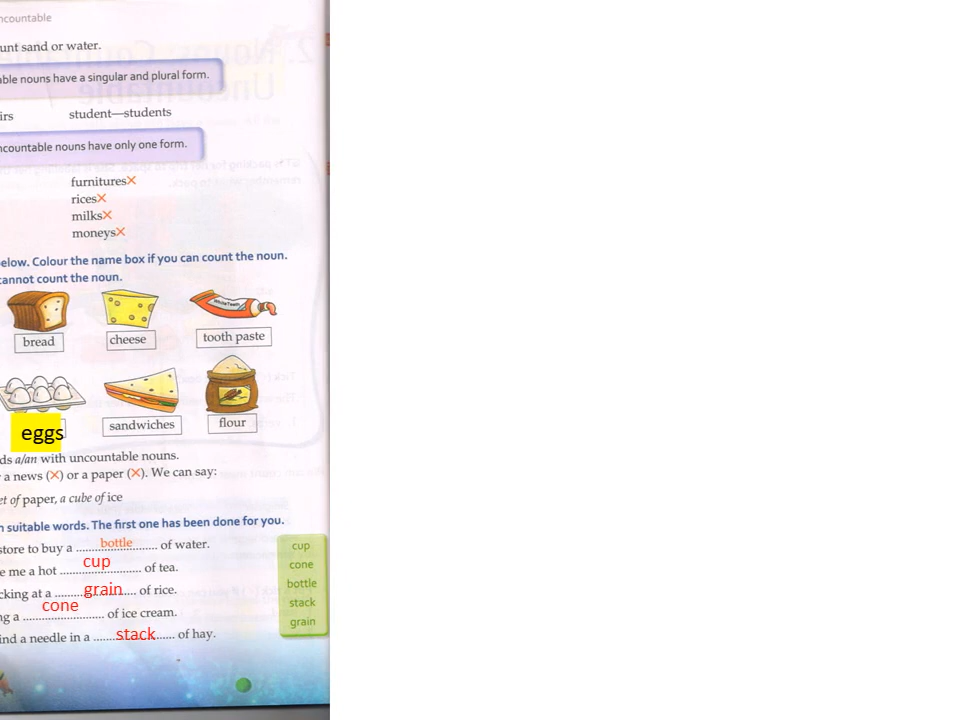 ncountable
unt sand or water.
able nouns have a singular and plural form.
irs student—students
ncountable nouns have only one form.
furnitures✕
rices✕
milks✕
moneys✕
elow. Colour the name box if you can count the noun.
cannot count the noun.
WhiteTeeth
bread cheese tooth paste
eggs sandwiches flour
ds a/an with uncountable nouns.
a news (✕) or a paper (✕). We can say:
et of paper, a cube of ice
n suitable words. The first one has been done for you.
store to buy a ......bottle...... of water.
e me a hot ......cup...... of tea.
cking at a ......grain...... of rice.
ng a ......cone...... of ice cream.
ind a needle in a ......stack...... of hay.
cup
cone
bottle
stack
grain